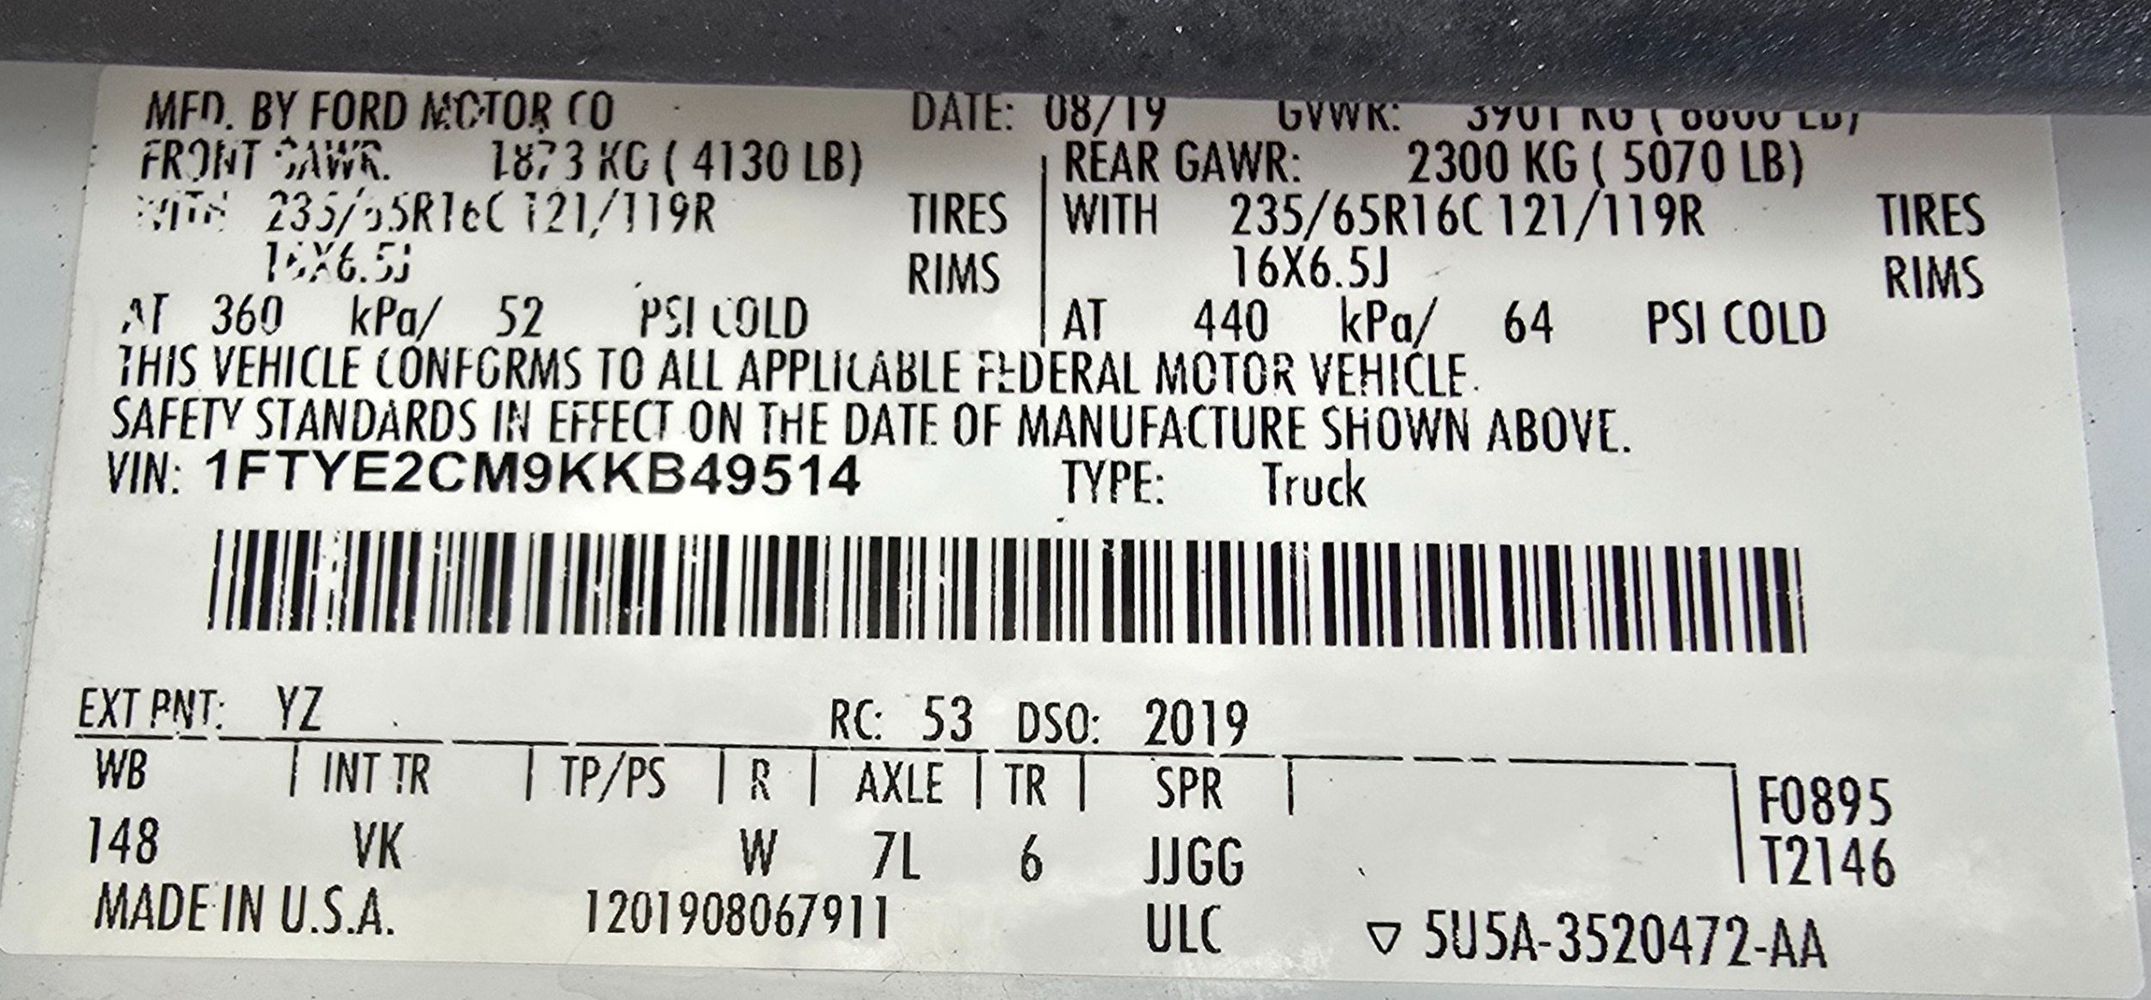 MFD. BY FORD MOTOR CO DATE: 08/19 GVWR: 3901 KG ( 8600 LB)
FRONT GAWR: 1873 KG ( 4130 LB) REAR GAWR: 2300 KG ( 5070 LB)
WITH 235/65R16C 121/119R TIRES WITH 235/65R16C 121/119R TIRES
16X6.5J RIMS 16X6.5J RIMS
AT 360 kPa/ 52 PSI COLD AT 440 kPa/ 64 PSI COLD
THIS VEHICLE CONFORMS TO ALL APPLICABLE FEDERAL MOTOR VEHICLE
SAFETY STANDARDS IN EFFECT ON THE DATE OF MANUFACTURE SHOWN ABOVE.
VIN: 1FTYE2CM9KKB49514 TYPE: Truck
EXT PNT: YZ RC: 53 DSO: 2019
WB INT TR TP/PS R AXLE TR SPR F0895
148 VK W 7L 6 JJGG T2146
MADE IN U.S.A. 1201908067911 ULC ▽ 5U5A-3520472-AA